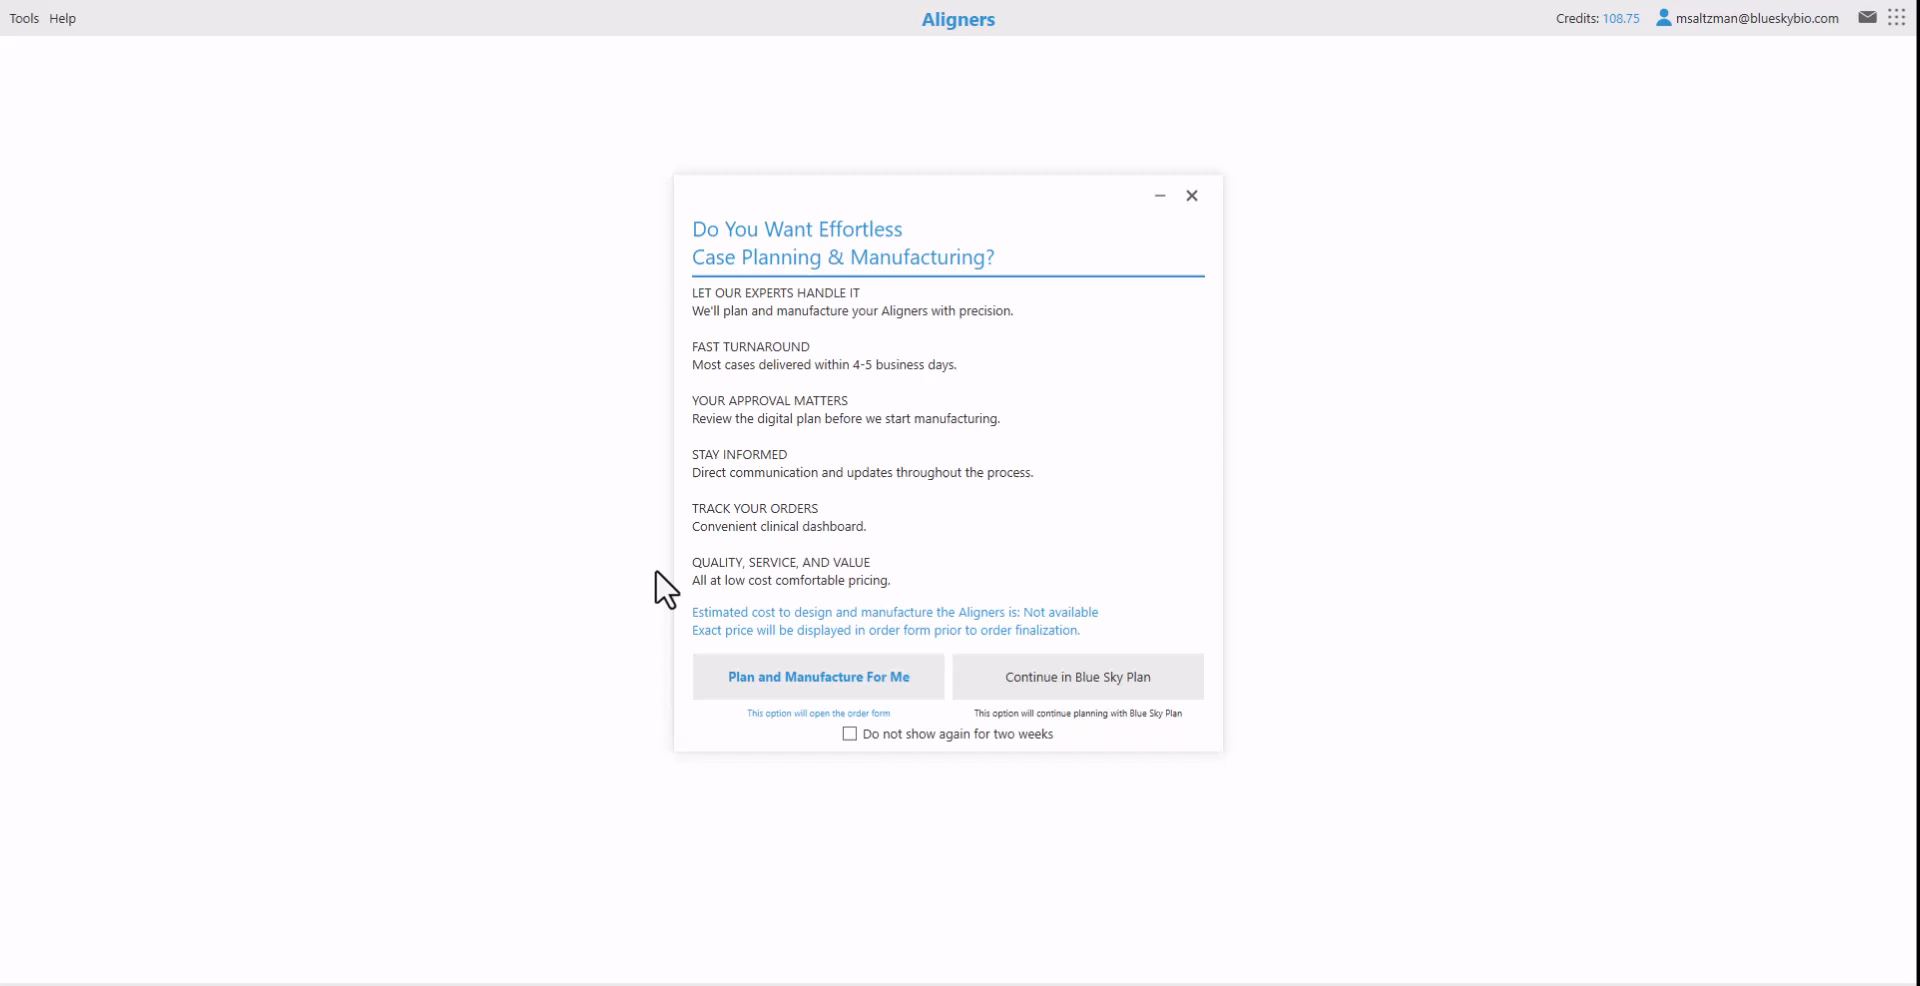 Tools Help Aligners Credits: 108.75 msaltzman@blueskybio.com
Do You Want Effortless
Case Planning & Manufacturing?
LET OUR EXPERTS HANDLE IT
We'll plan and manufacture your Aligners with precision.
FAST TURNAROUND
Most cases delivered within 4-5 business days.
YOUR APPROVAL MATTERS
Review the digital plan before we start manufacturing.
STAY INFORMED
Direct communication and updates throughout the process.
TRACK YOUR ORDERS
Convenient clinical dashboard.
QUALITY, SERVICE, AND VALUE
All at low cost comfortable pricing.
Estimated cost to design and manufacture the Aligners is: Not available
Exact price will be displayed in order form prior to order finalization.
Plan and Manufacture For Me Continue in Blue Sky Plan
This option will open the order form This option will continue planning with Blue Sky Plan
Do not show again for two weeks